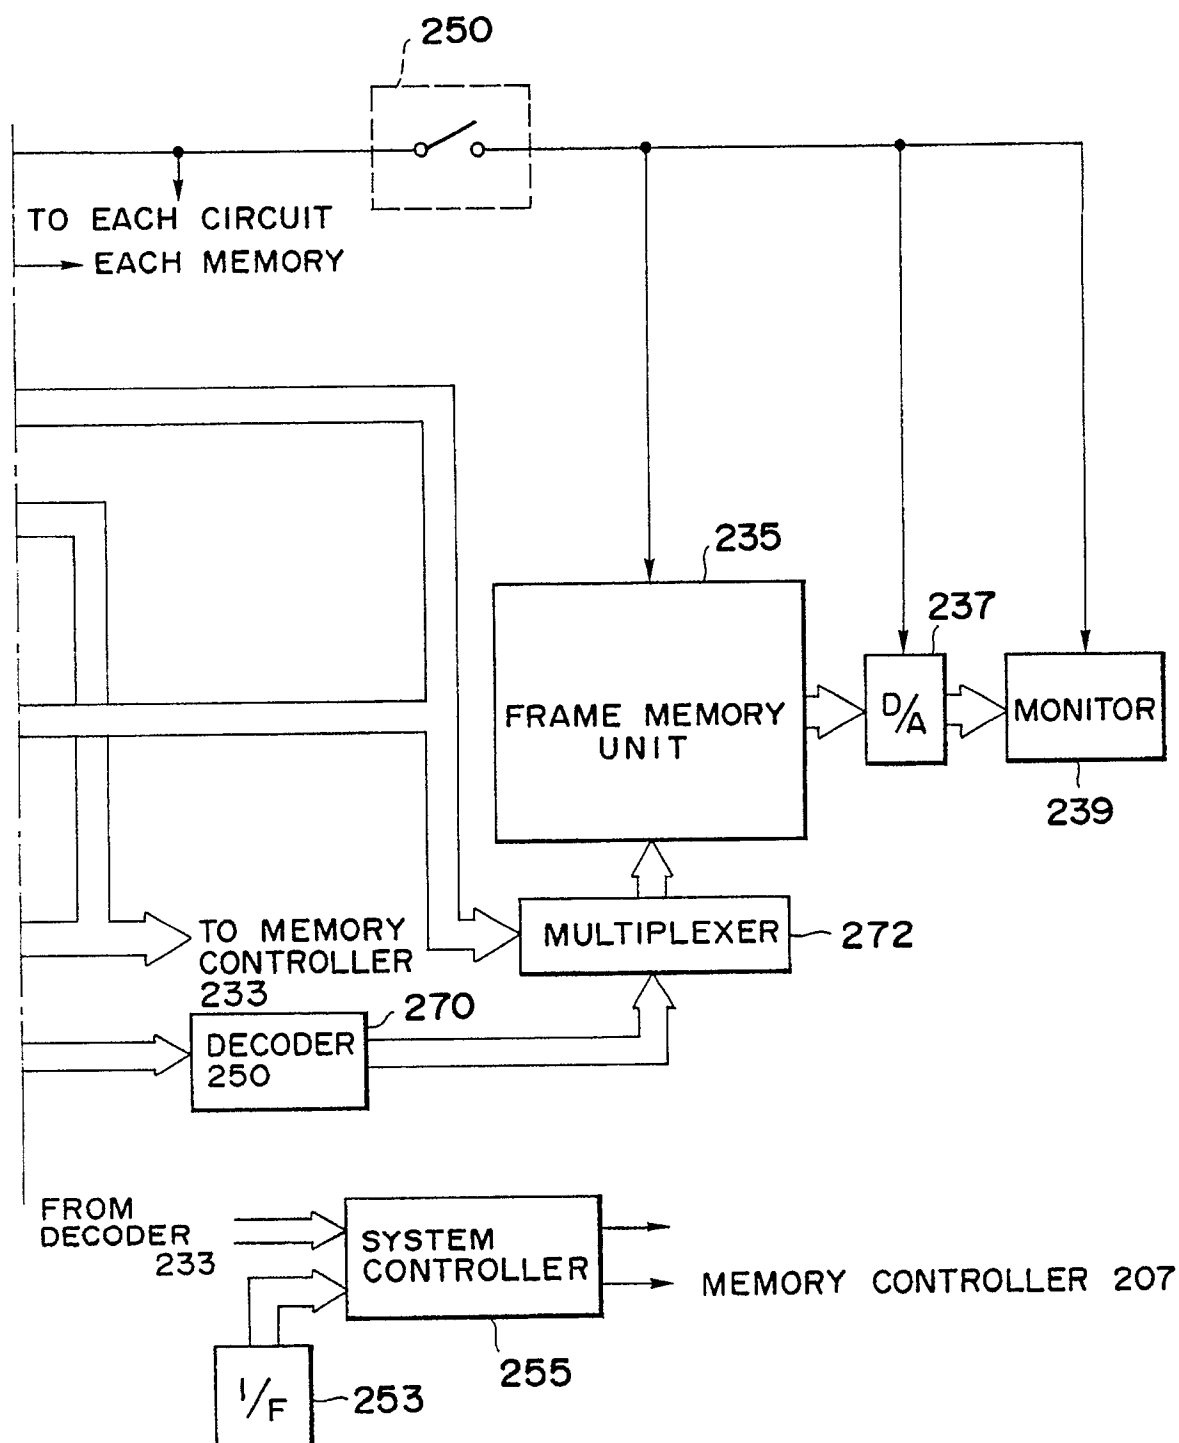 250
TO EACH CIRCUIT
EACH MEMORY
235
237
FRAME MEMORY
UNIT
D/A
MONITOR
239
TO MEMORY
CONTROLLER
233
MULTIPLEXER
272
270
DECODER
250
FROM
DECODER
233
SYSTEM
CONTROLLER
MEMORY CONTROLLER 207
255
I/F
253